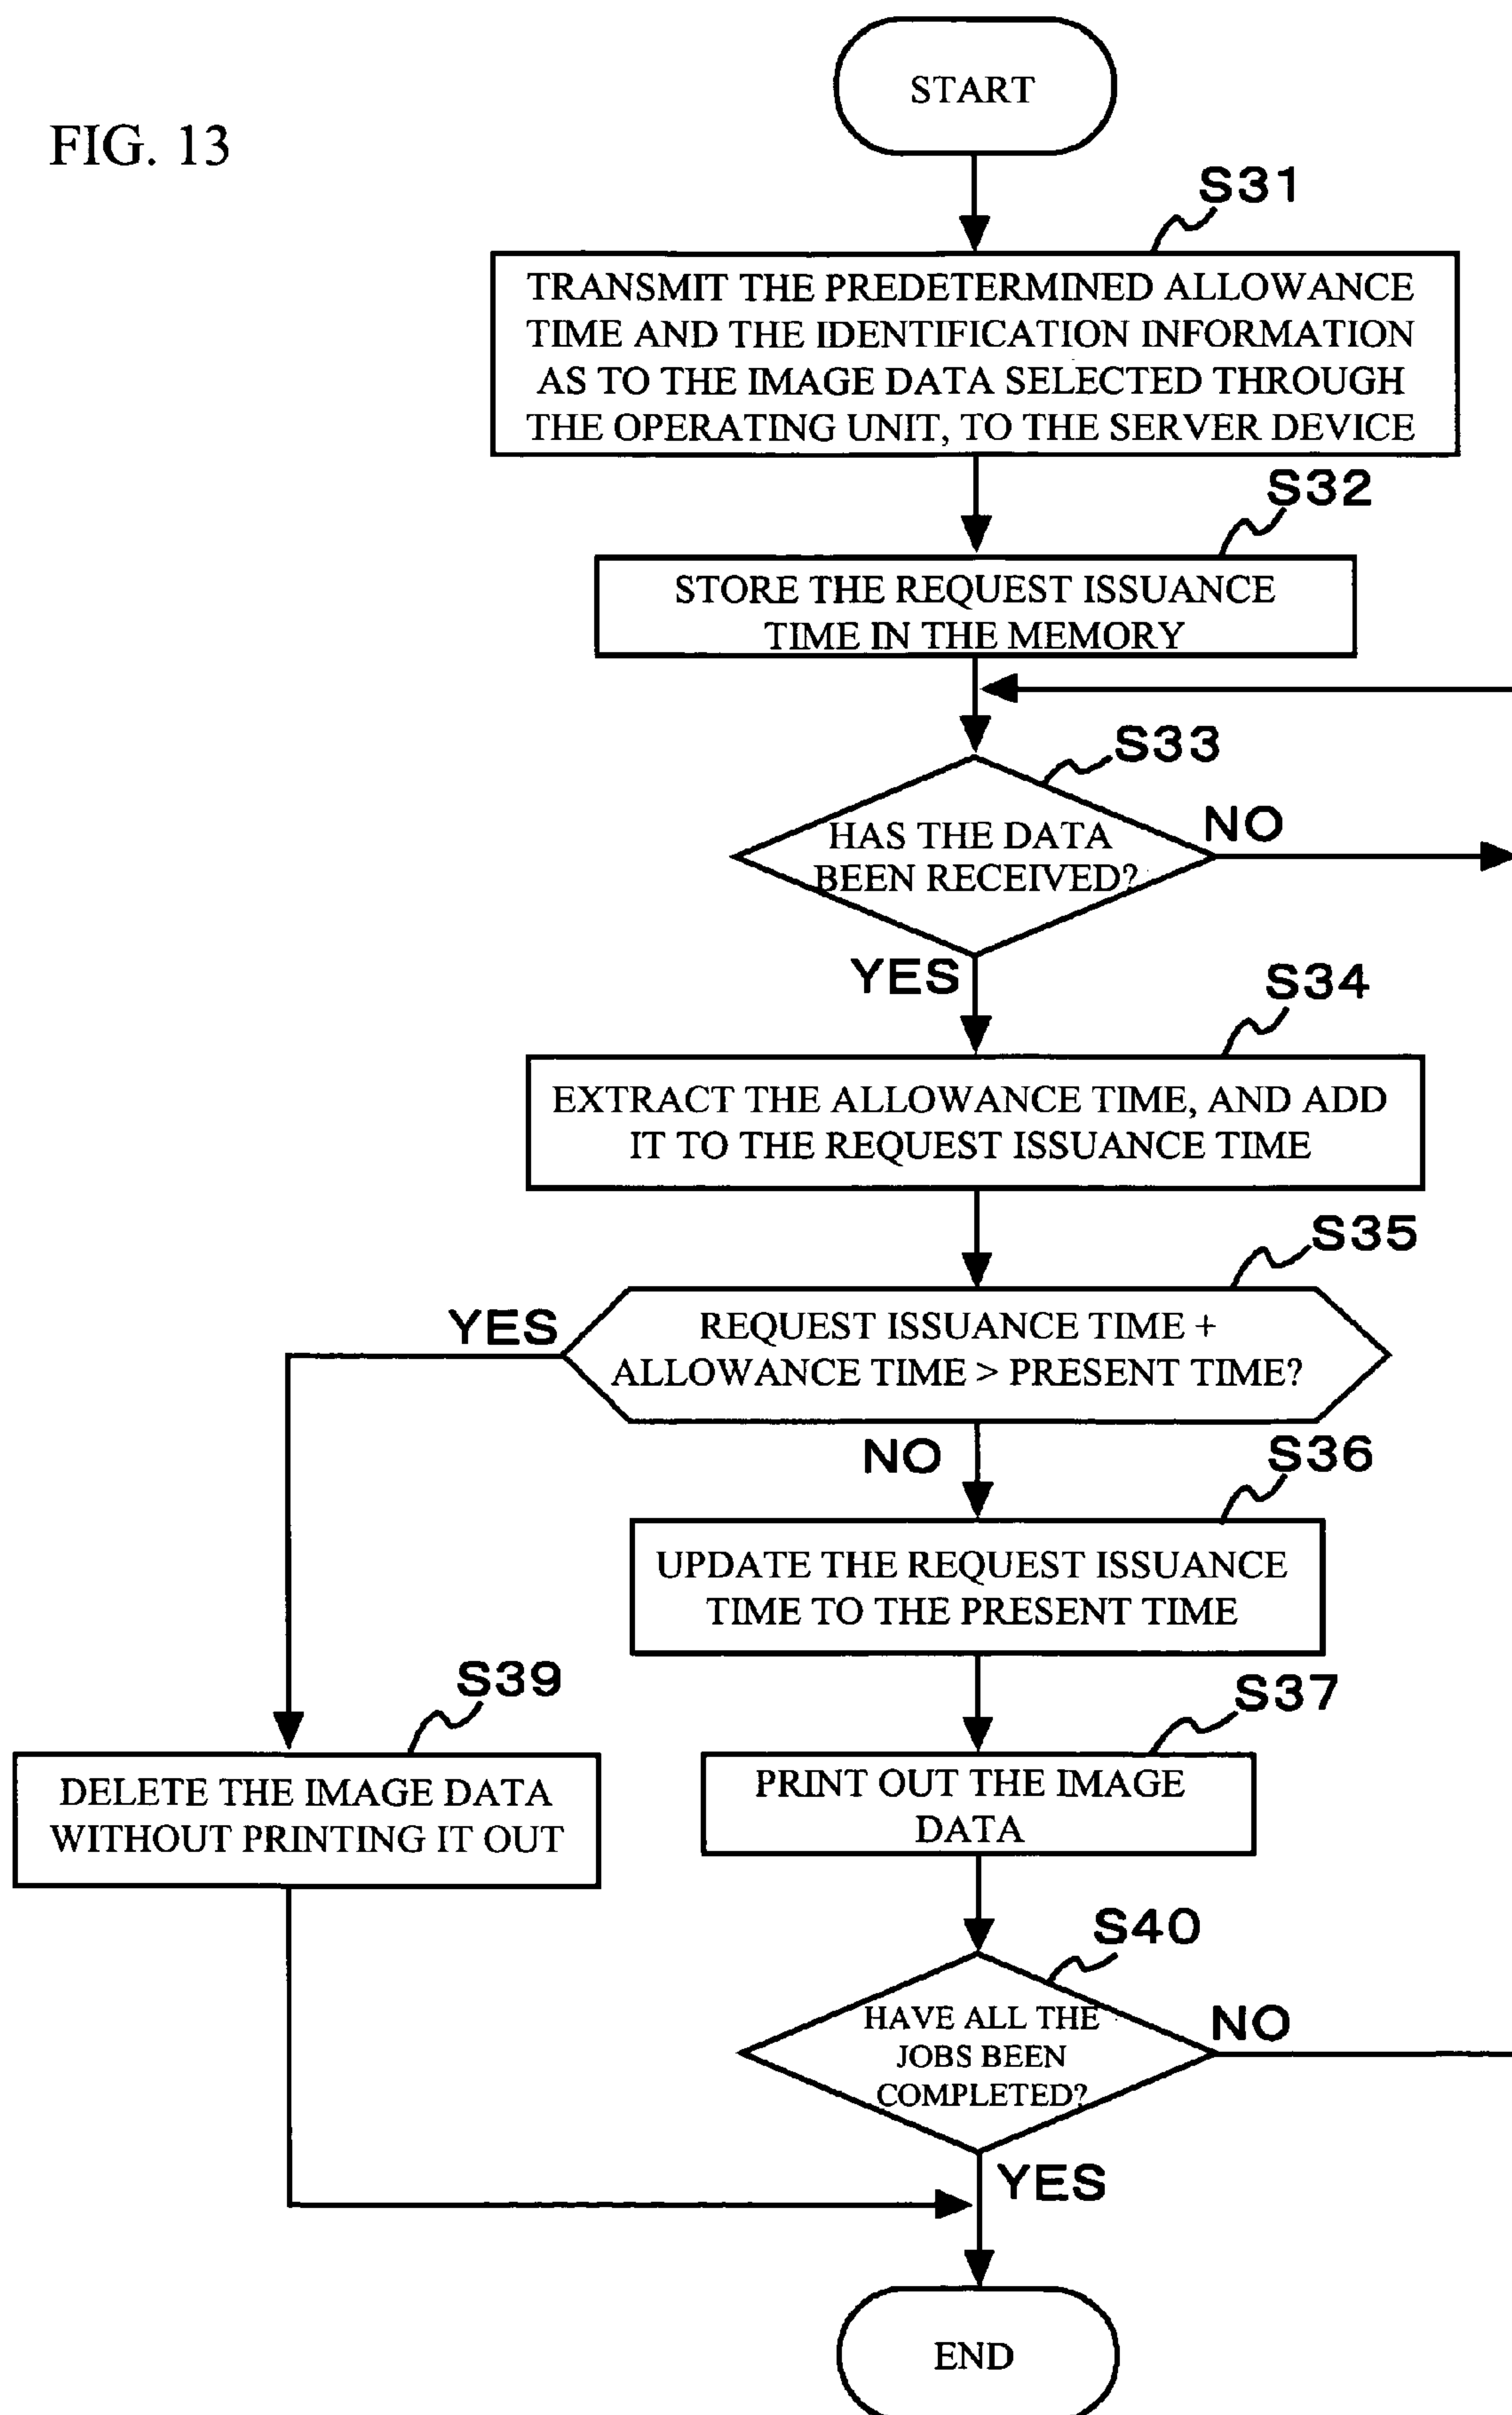 FIG. 13
START
S31
TRANSMIT THE PREDETERMINED ALLOWANCE
TIME AND THE IDENTIFICATION INFORMATION
AS TO THE IMAGE DATA SELECTED THROUGH
THE OPERATING UNIT, TO THE SERVER DEVICE
S32
STORE THE REQUEST ISSUANCE
TIME IN THE MEMORY
S33
HAS THE DATA
BEEN RECEIVED?
NO
YES
S34
EXTRACT THE ALLOWANCE TIME, AND ADD
IT TO THE REQUEST ISSUANCE TIME
S35
REQUEST ISSUANCE TIME +
ALLOWANCE TIME > PRESENT TIME?
YES
NO
S36
UPDATE THE REQUEST ISSUANCE
TIME TO THE PRESENT TIME
S39
DELETE THE IMAGE DATA
WITHOUT PRINTING IT OUT
S37
PRINT OUT THE IMAGE
DATA
S40
HAVE ALL THE
JOBS BEEN
COMPLETED?
NO
YES
END